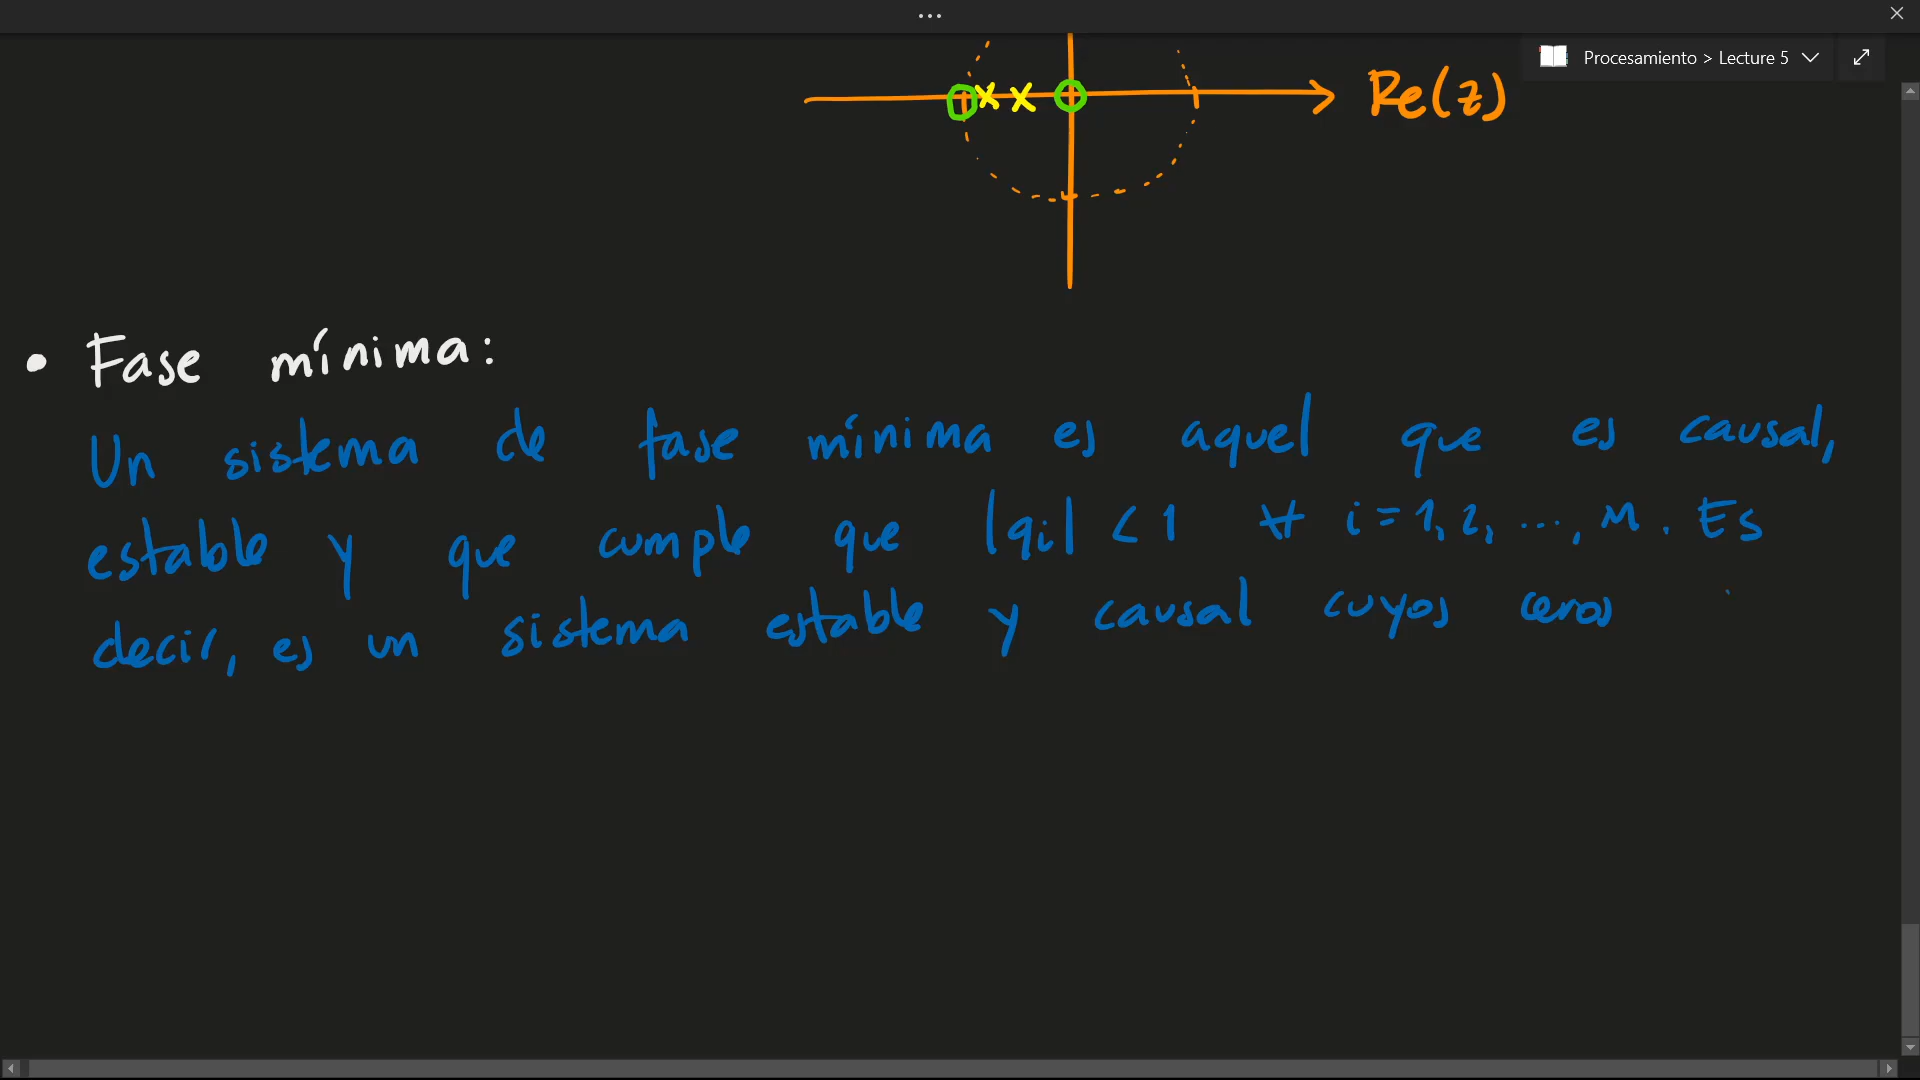 Procesamiento > Lecture 5
Re(z)
• Fase mínima:
Un sistema de fase mínima es aquel que es causal,
estable y que cumple que |qi| < 1 ∀ i = 1, 2, ..., M. Es
decir, es un sistema estable y causal cuyos ceros